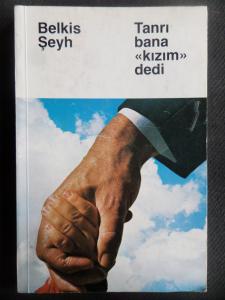 Belkis
Şeyh
Tanrı
bana
«kızım»
dedi